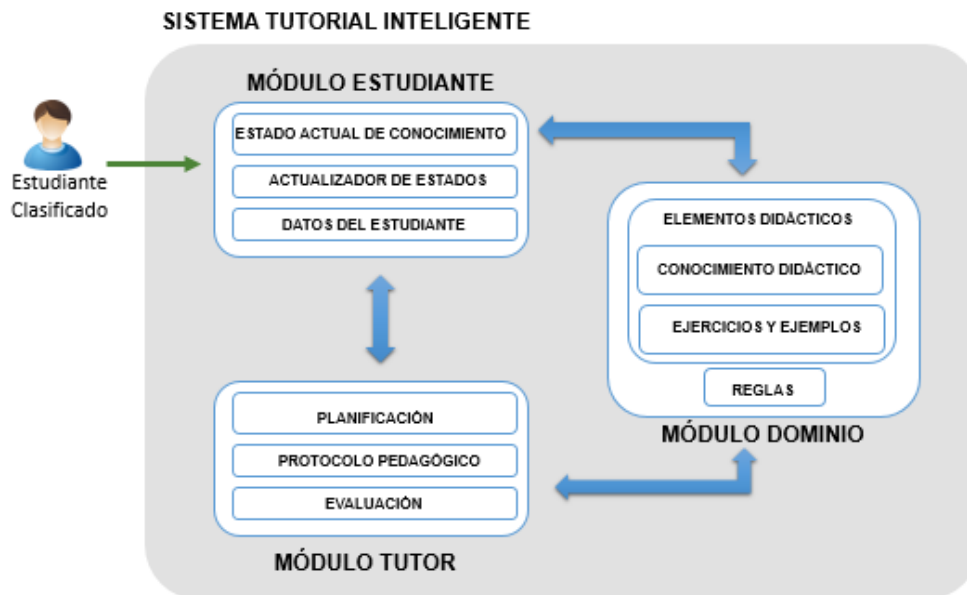 SISTEMA TUTORIAL INTELIGENTE
MÓDULO ESTUDIANTE
ESTADO ACTUAL DE CONOCIMIENTO
ACTUALIZADOR DE ESTADOS
DATOS DEL ESTUDIANTE
Estudiante
Clasificado
ELEMENTOS DIDÁCTICOS
CONOCIMIENTO DIDÁCTICO
EJERCICIOS Y EJEMPLOS
REGLAS
MÓDULO DOMINIO
PLANIFICACIÓN
PROTOCOLO PEDAGÓGICO
EVALUACIÓN
MÓDULO TUTOR